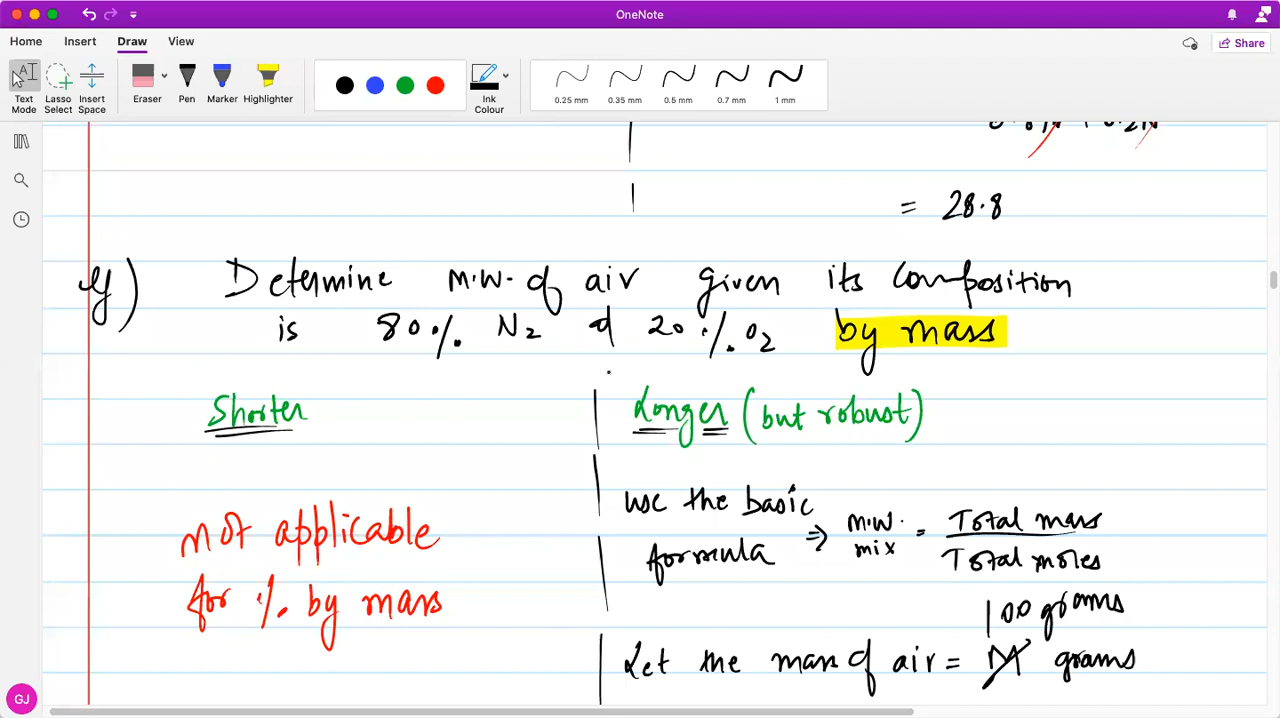 OneNote
Home Insert Draw View
Share
Text Mode
Lasso Select
Insert Space
Eraser
Pen
Marker
Highlighter
Ink Colour
0.25 mm 0.35 mm 0.5 mm 0.7 mm 1 mm
= 28.8
Determine M.W. of air given its composition
is 80 %. N2 & 20 %. O2 by mass
Shorter
not applicable
for %. by mass
Longer (but robust)
use the basic
formula ⇒ M.W. mix = Total mass / Total moles
100 grams
Let the mass of air = M grams
GJ